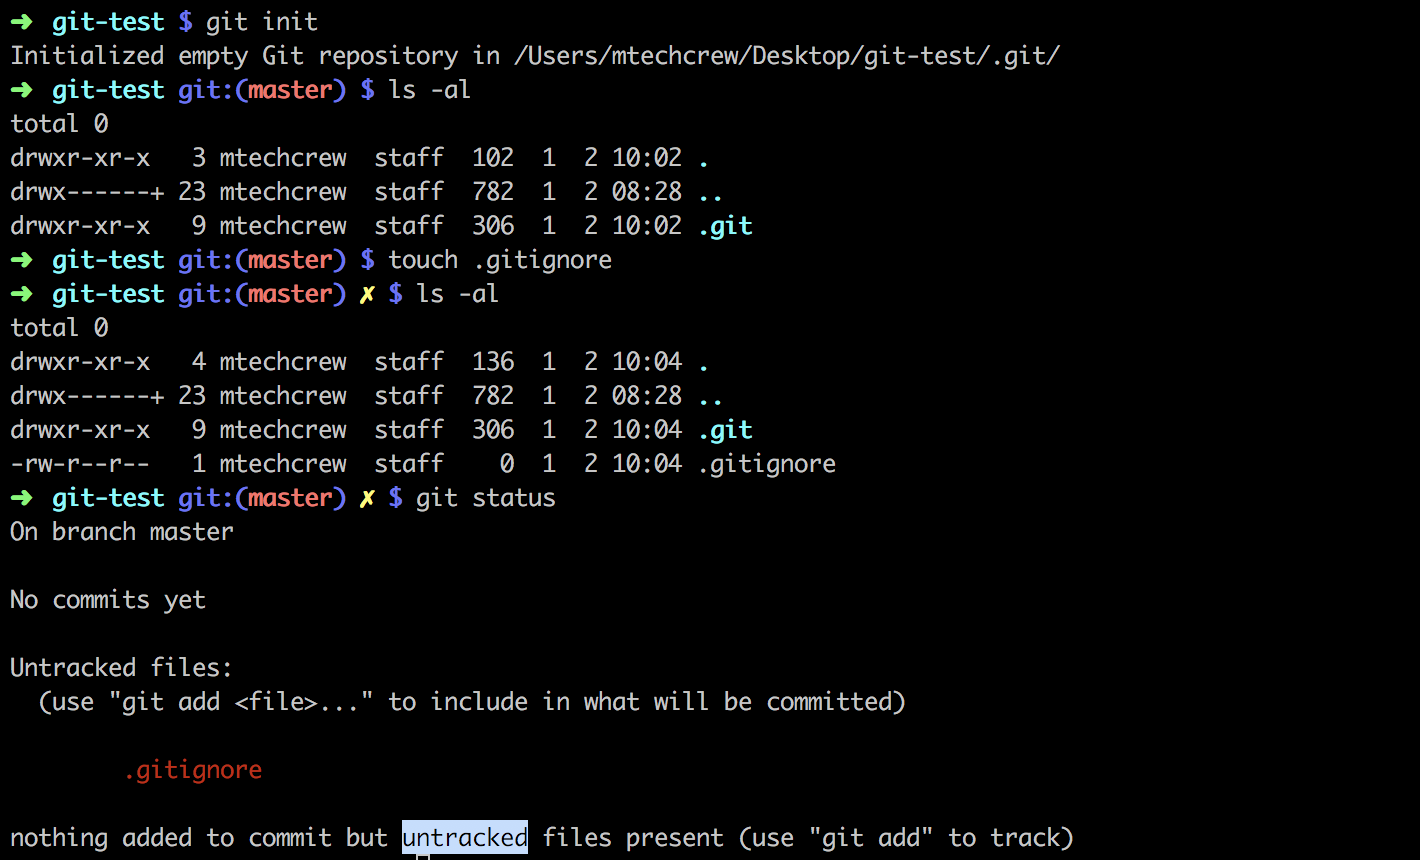 ➜ git-test $ git init
Initialized empty Git repository in /Users/mtechcrew/Desktop/git-test/.git/
➜ git-test git:(master) $ ls -al
total 0
drwxr-xr-x   3 mtechcrew  staff  102  1  2 10:02 .
drwx------+ 23 mtechcrew  staff  782  1  2 08:28 ..
drwxr-xr-x   9 mtechcrew  staff  306  1  2 10:02 .git
➜ git-test git:(master) $ touch .gitignore
➜ git-test git:(master) ✗ $ ls -al
total 0
drwxr-xr-x   4 mtechcrew  staff  136  1  2 10:04 .
drwx------+ 23 mtechcrew  staff  782  1  2 08:28 ..
drwxr-xr-x   9 mtechcrew  staff  306  1  2 10:04 .git
-rw-r--r--   1 mtechcrew  staff    0  1  2 10:04 .gitignore
➜ git-test git:(master) ✗ $ git status
On branch master
No commits yet
Untracked files:
  (use "git add <file>..." to include in what will be committed)
        .gitignore
nothing added to commit but untracked files present (use "git add" to track)